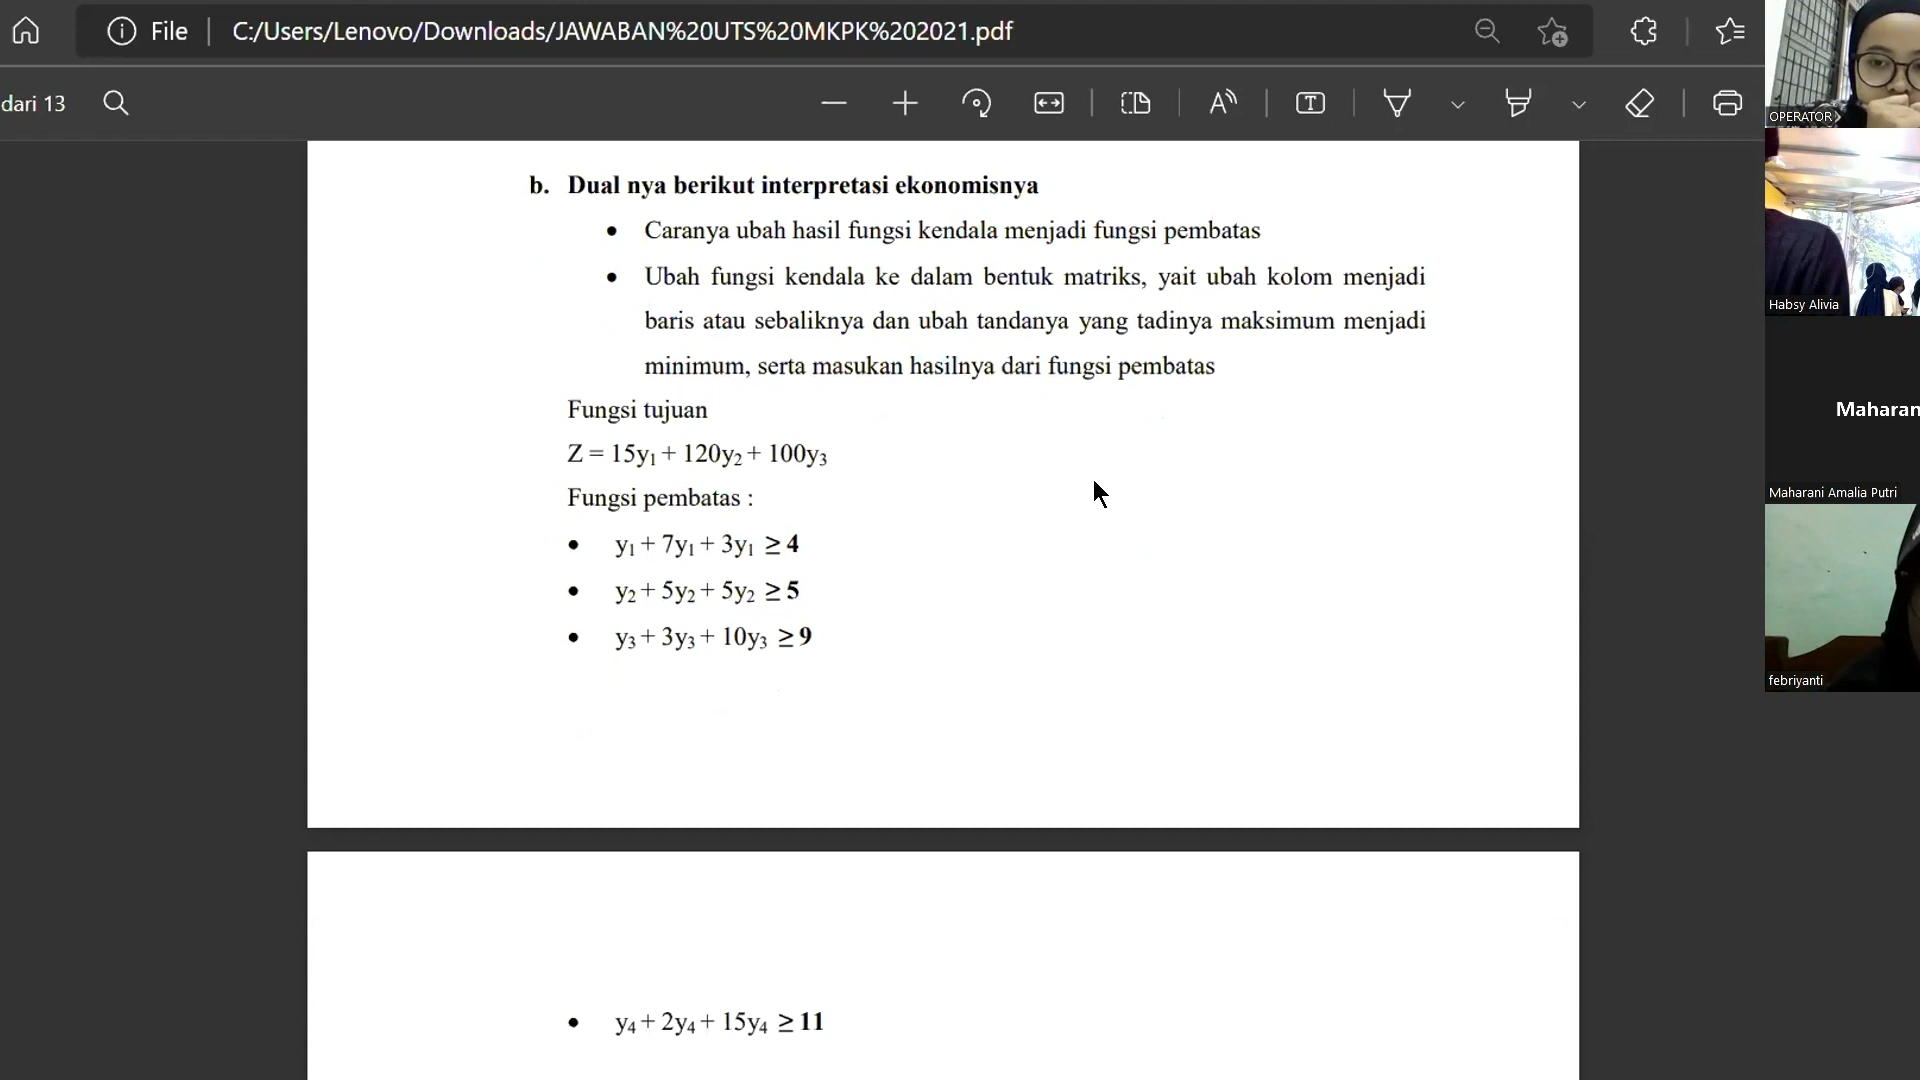 File
C:/Users/Lenovo/Downloads/JAWABAN%20UTS%20MKPK%202021.pdf
dari 13
b. Dual nya berikut interpretasi ekonomisnya
• Caranya ubah hasil fungsi kendala menjadi fungsi pembatas
• Ubah fungsi kendala ke dalam bentuk matriks, yait ubah kolom menjadi
baris atau sebaliknya dan ubah tandanya yang tadinya maksimum menjadi
minimum, serta masukan hasilnya dari fungsi pembatas
Fungsi tujuan
Z = 15y₁ + 120y₂ + 100y₃
Fungsi pembatas :
• y₁ + 7y₁ + 3y₁ ≥ 4
• y₂ + 5y₂ + 5y₂ ≥ 5
• y₃ + 3y₃ + 10y₃ ≥ 9
• y₄ + 2y₄ + 15y₄ ≥ 11
OPERATOR
Habsy Alivia
Maharan
Maharani Amalia Putri
febriyanti